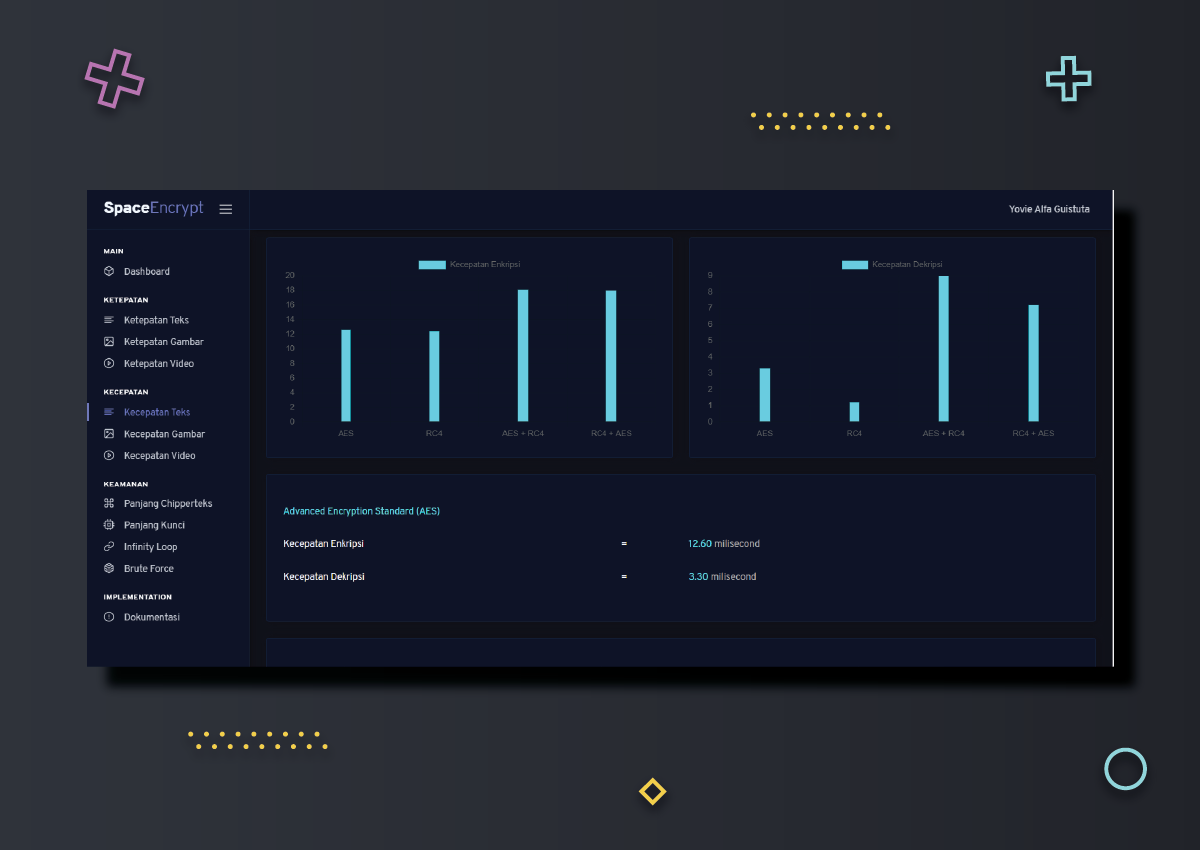 SpaceEncrypt
Yovie Alfa Guistuta
MAIN
Dashboard
KETEPATAN
Ketepatan Teks
Ketepatan Gambar
Ketepatan Video
KECEPATAN
Kecepatan Teks
Kecepatan Gambar
Kecepatan Video
KEAMANAN
Panjang Chipperteks
Panjang Kunci
Infinity Loop
Brute Force
IMPLEMENTATION
Dokumentasi
Kecepatan Enkripsi
20
18
16
14
12
10
8
6
4
2
0
AES RC4 AES + RC4 RC4 + AES
Kecepatan Dekripsi
9
8
7
6
5
4
3
2
1
0
AES RC4 AES + RC4 RC4 + AES
Advanced Encryption Standard (AES)
Kecepatan Enkripsi = 12.60 milisecond
Kecepatan Dekripsi = 3.30 milisecond